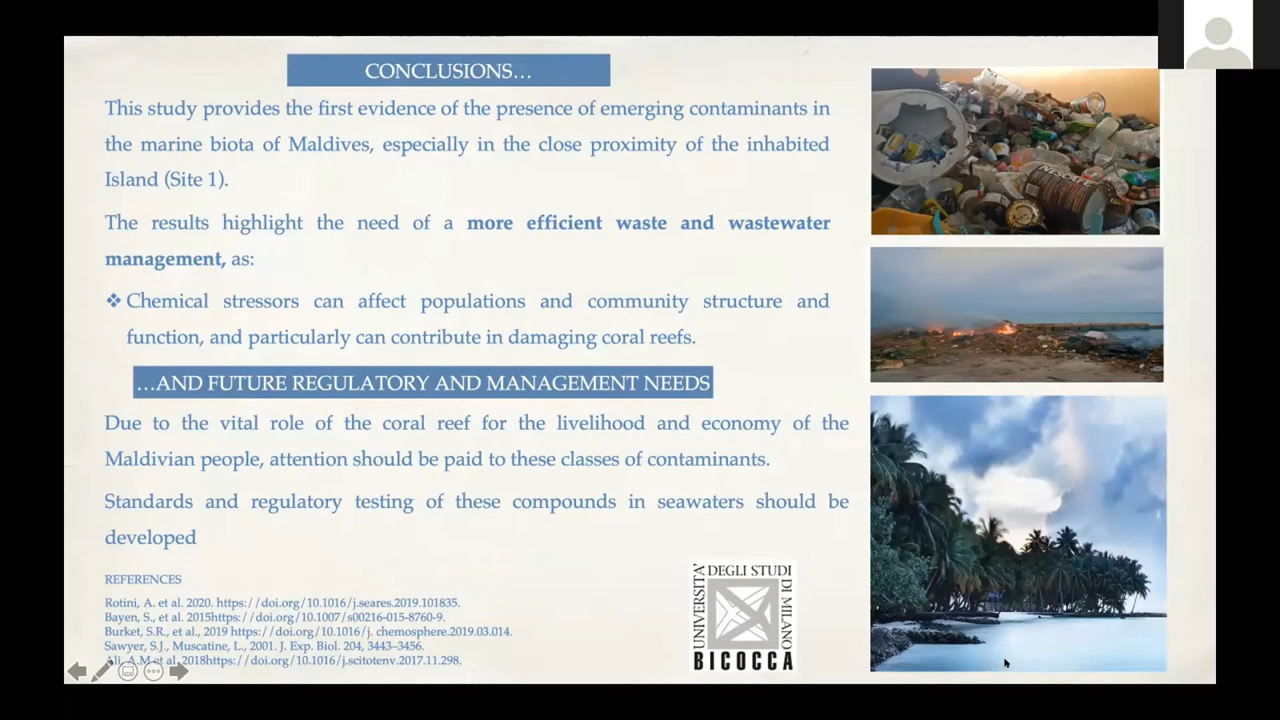 CONCLUSIONS…
This study provides the first evidence of the presence of emerging contaminants in
the marine biota of Maldives, especially in the close proximity of the inhabited
Island (Site 1).
The results highlight the need of a more efficient waste and wastewater
management, as:
❖ Chemical stressors can affect populations and community structure and
function, and particularly can contribute in damaging coral reefs.
…AND FUTURE REGULATORY AND MANAGEMENT NEEDS
Due to the vital role of the coral reef for the livelihood and economy of the
Maldivian people, attention should be paid to these classes of contaminants.
Standards and regulatory testing of these compounds in seawaters should be
developed
REFERENCES
Rotini, A. et al. 2020. https://doi.org/10.1016/j.seares.2019.101835.
Bayen, S., et al. 2015https://doi.org/10.1007/s00216-015-8760-9.
Burket, S.R., et al., 2019 https://doi.org/10.1016/j. chemosphere.2019.03.014.
Sawyer, S.J., Muscatine, L., 2001. J. Exp. Biol. 204, 3443–3456.
Ali, A.M et al. 2018https://doi.org/10.1016/j.scitotenv.2017.11.298.
UNIVERSITA'
DEGLI STUDI
DI MILANO
BICOCCA
NESCAFE